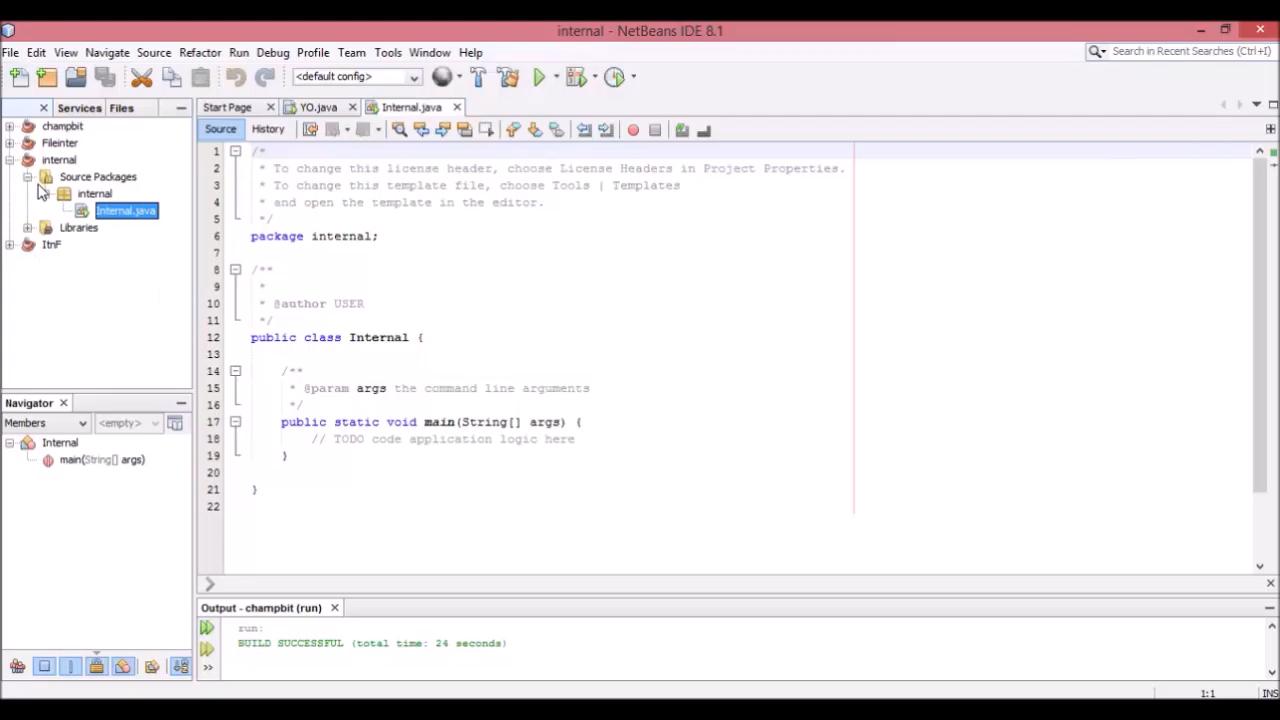 internal - NetBeans IDE 8.1
File Edit View Navigate Source Refactor Run Debug Profile Team Tools Window Help
Search in Recent Searches (Ctrl+I)
<default config>
Services Files
Start Page YO.java Internal.java
champbit
Fileinter
internal
Source Packages
internal
Internal.java
Libraries
ItnF
Source History
1 /*
2 * To change this license header, choose License Headers in Project Properties.
3 * To change this template file, choose Tools | Templates
4 * and open the template in the editor.
5 */
6 package internal;
7
8 /**
9 *
10 * @author USER
11 */
12 public class Internal {
13
14 /**
15 * @param args the command line arguments
16 */
17 public static void main(String[] args) {
18 // TODO code application logic here
19 }
20
21 }
22
Navigator
Members <empty>
Internal
main(String[] args)
Output - champbit (run)
run:
BUILD SUCCESSFUL (total time: 24 seconds)
1:1 INS